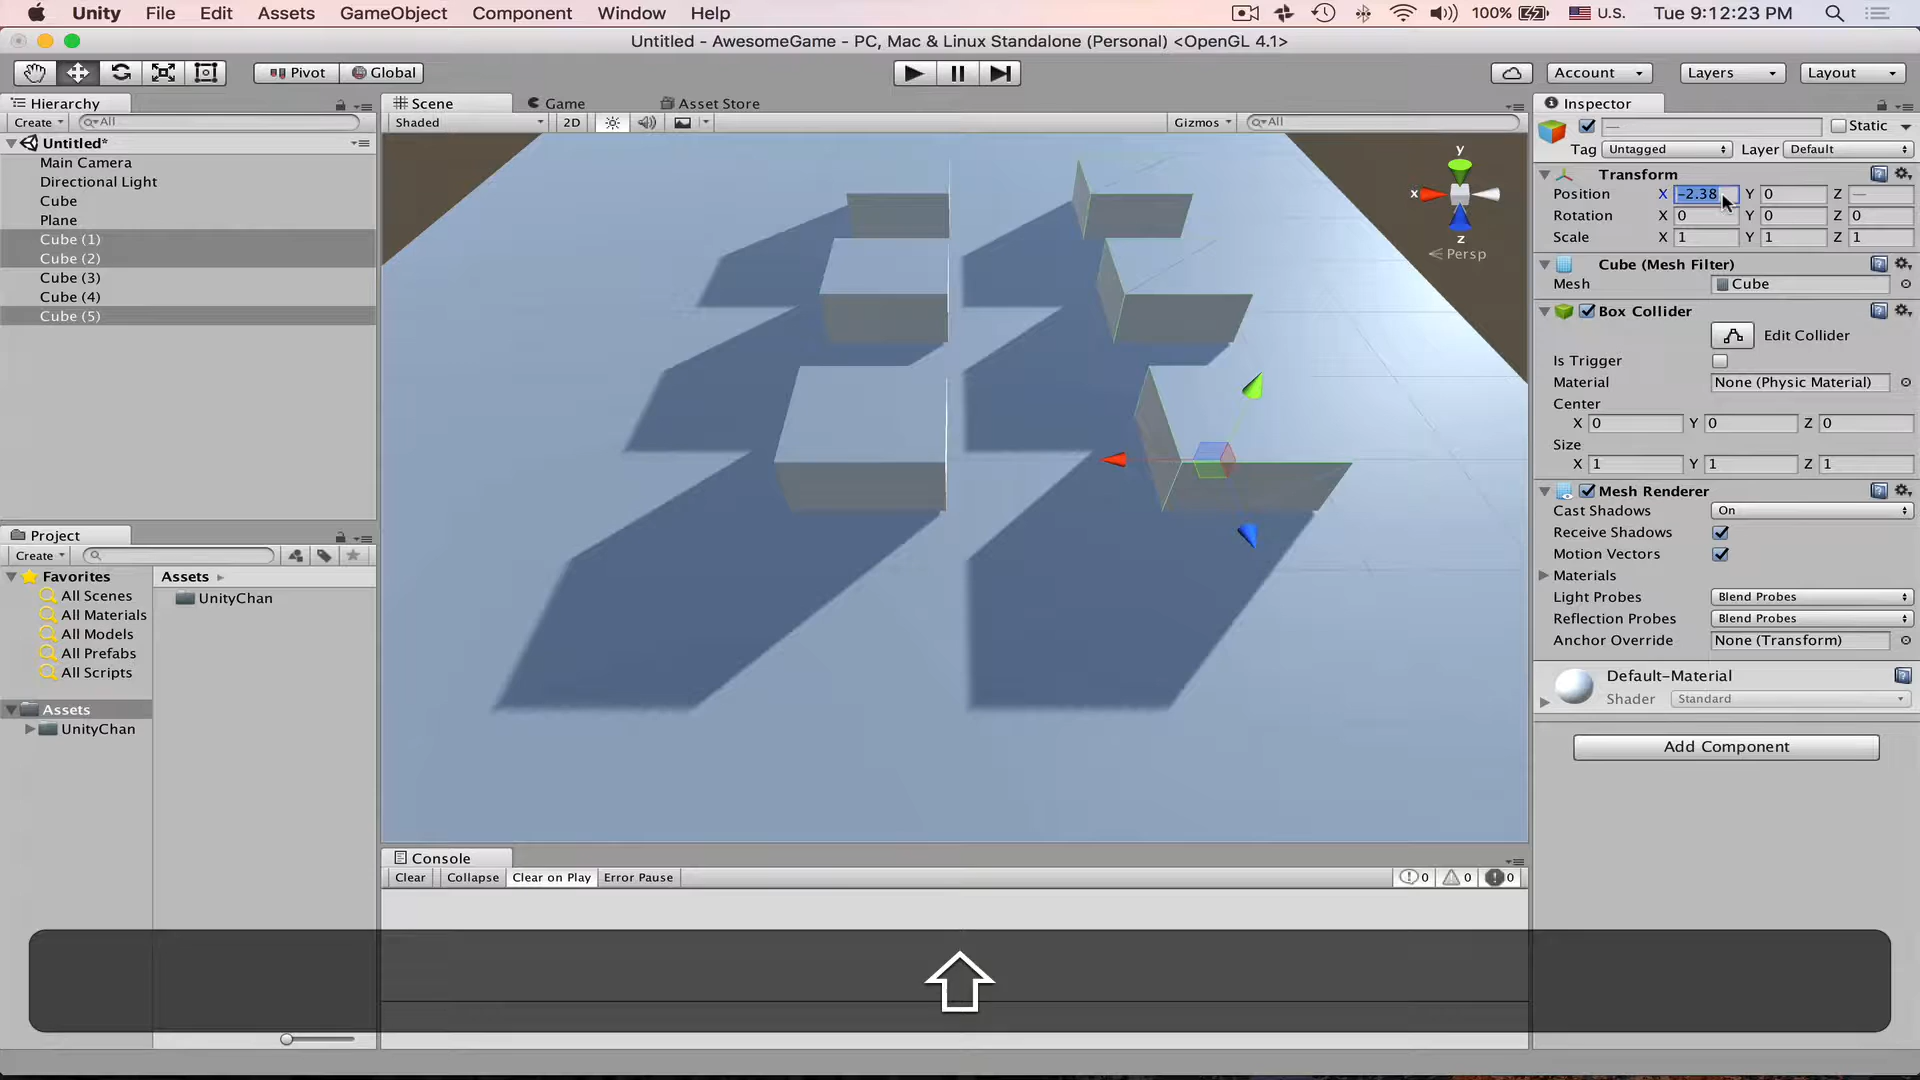 Unity File Edit Assets GameObject Component Window Help 100% U.S. Tue 9:12:23 PM
Untitled - AwesomeGame - PC, Mac & Linux Standalone (Personal) <OpenGL 4.1>
Pivot Global Account Layers Layout
Hierarchy
Create All
Untitled*
Main Camera
Directional Light
Cube
Plane
Cube (1)
Cube (2)
Cube (3)
Cube (4)
Cube (5)
Project
Create
Favorites
All Scenes
All Materials
All Models
All Prefabs
All Scripts
Assets
UnityChan
Assets
UnityChan
Scene Game Asset Store
Shaded 2D Gizmos All
y
x
z
Persp
Console
Clear Collapse Clear on Play Error Pause 0 0 0
Inspector
— Static
Tag Untagged Layer Default
Transform
Position X -2.38 Y 0 Z —
Rotation X 0 Y 0 Z 0
Scale X 1 Y 1 Z 1
Cube (Mesh Filter)
Mesh Cube
Box Collider
Edit Collider
Is Trigger
Material None (Physic Material)
Center
X 0 Y 0 Z 0
Size
X 1 Y 1 Z 1
Mesh Renderer
Cast Shadows On
Receive Shadows
Motion Vectors
Materials
Light Probes Blend Probes
Reflection Probes Blend Probes
Anchor Override None (Transform)
Default-Material
Shader Standard
Add Component